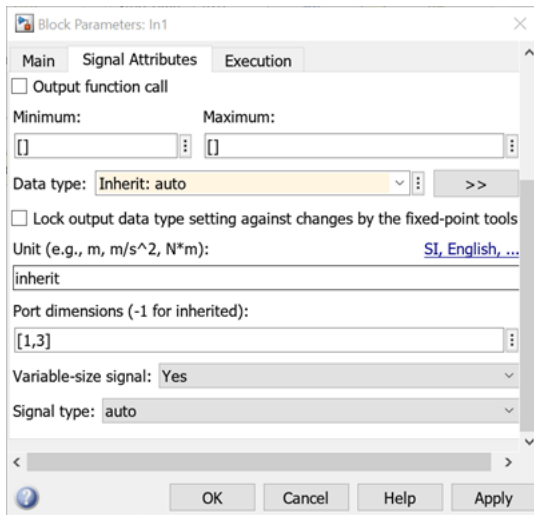 Block Parameters: In1
Main Signal Attributes Execution
Output function call
Minimum: Maximum:
[] []
Data type: Inherit: auto >>
Lock output data type setting against changes by the fixed-point tools
Unit (e.g., m, m/s^2, N*m): SI, English, ...
inherit
Port dimensions (-1 for inherited):
[1,3]
Variable-size signal: Yes
Signal type: auto
OK Cancel Help Apply